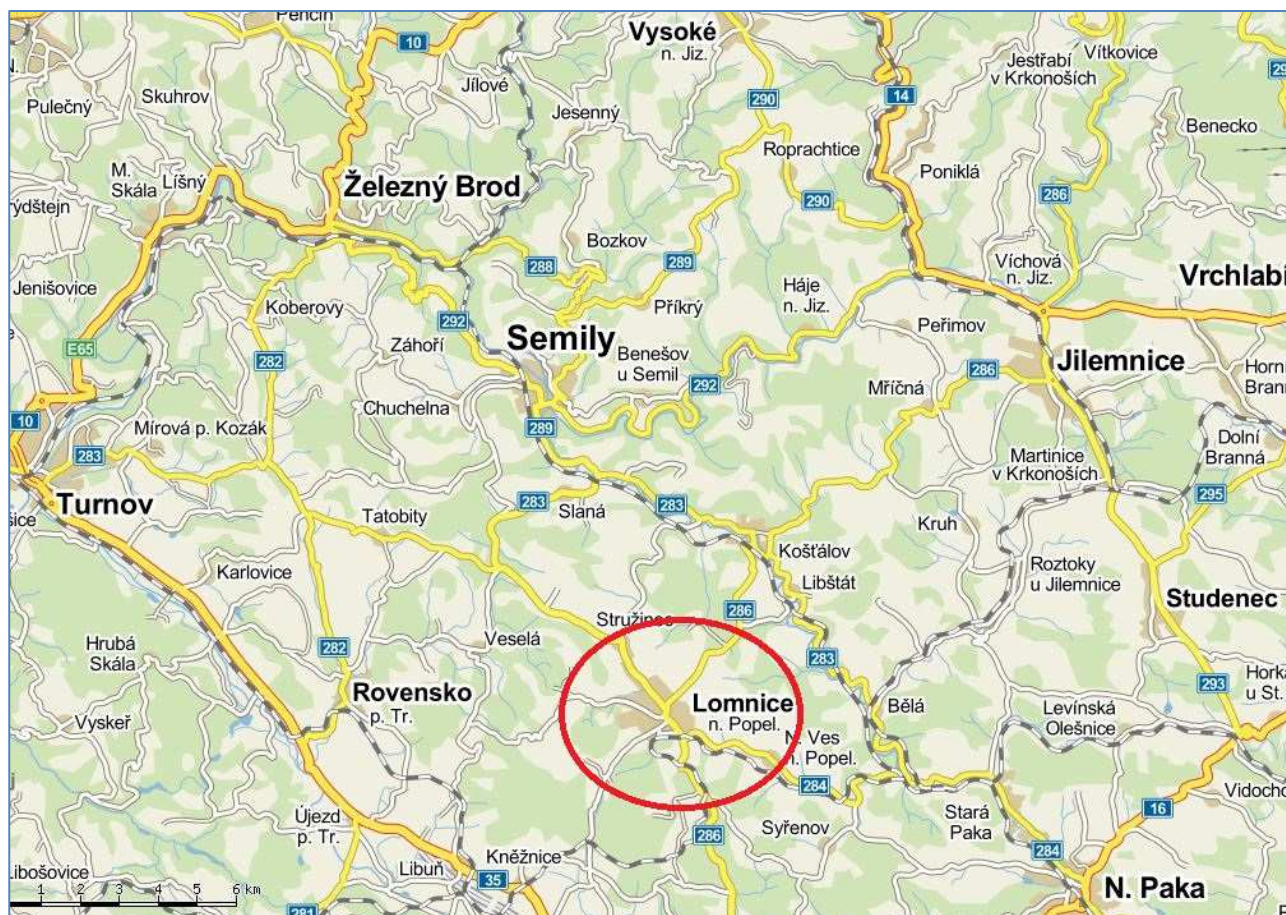 Pěnčín
10
Vysoké
n. Jiz.
Jestřabí
v Krkonoších
Vítkovice
Pulečný
Skuhrov
Jílové
Jesenný
290
14
Benecko
M.
Skála
Líšný
Železný Brod
Roprachtice
Poniklá
286
290
Jenišovice
Bozkov
288
289
Víchová
n. Jiz.
Vrchlabí
Koberovy
Příkrý
Háje
n. Jiz.
Peřimov
E65
292
Záhoří
Semily
Benešov
u Semil
282
292
Jilemnice
286
Mříčná
10
Chuchelna
289
Mírová p. Kozák
283
Martinice
v Krkonoších
Dolní
Branná
295
Turnov
283
Slaná
283
Tatobity
Kruh
Košťálov
Karlovice
Libštát
Roztoky
u Jilemnice
Studenec
286
Stružinec
Veselá
Hrubá
Skála
282
283
293
Rovensko
p. Tr.
Lomnice
n. Popel.
Bělá
Levínská
Olešnice
Horka
u St.
Vyskeř
N. Ves
n. Popel.
284
16
Stará
Paka
Vidochov
Újezd
p. Tr.
286
Syřenov
284
Libošovice
Libuň
Kněžnice
35
N. Paka
1 2 3 4 5 6 km
281